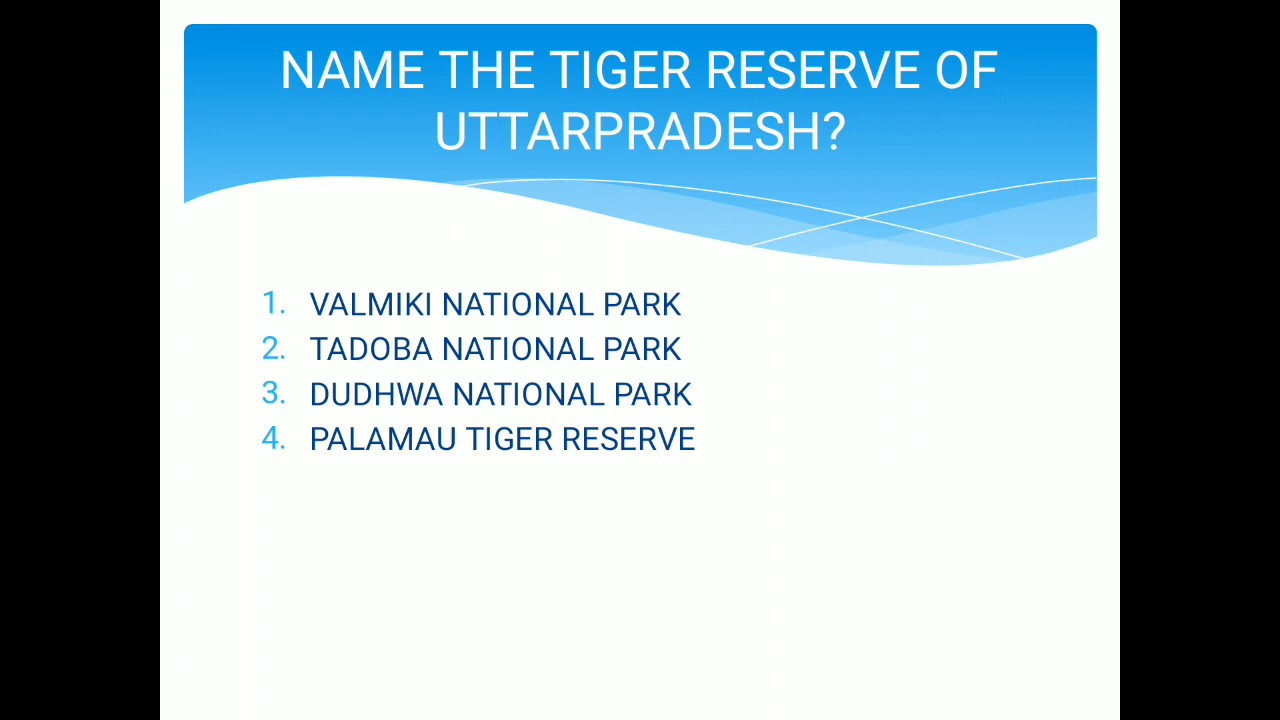 NAME THE TIGER RESERVE OF
UTTARPRADESH?
1. VALMIKI NATIONAL PARK
2. TADOBA NATIONAL PARK
3. DUDHWA NATIONAL PARK
4. PALAMAU TIGER RESERVE